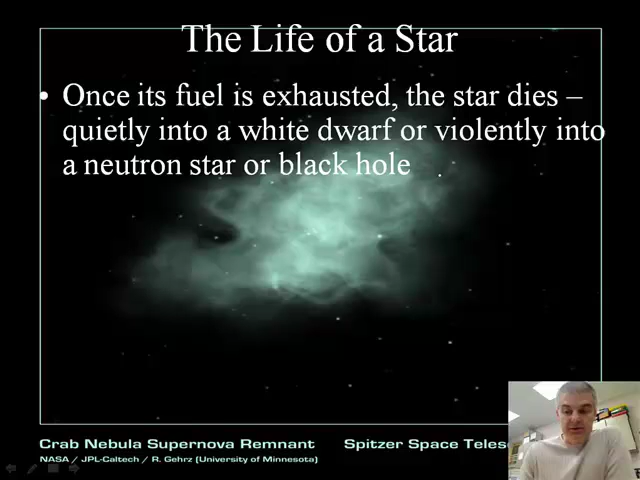 The Life of a Star
• Once its fuel is exhausted, the star dies –
quietly into a white dwarf or violently into
a neutron star or black hole
Crab Nebula Supernova Remnant Spitzer Space
NASA / JPL-Caltech / R. Gehrz (University of Minnesota)